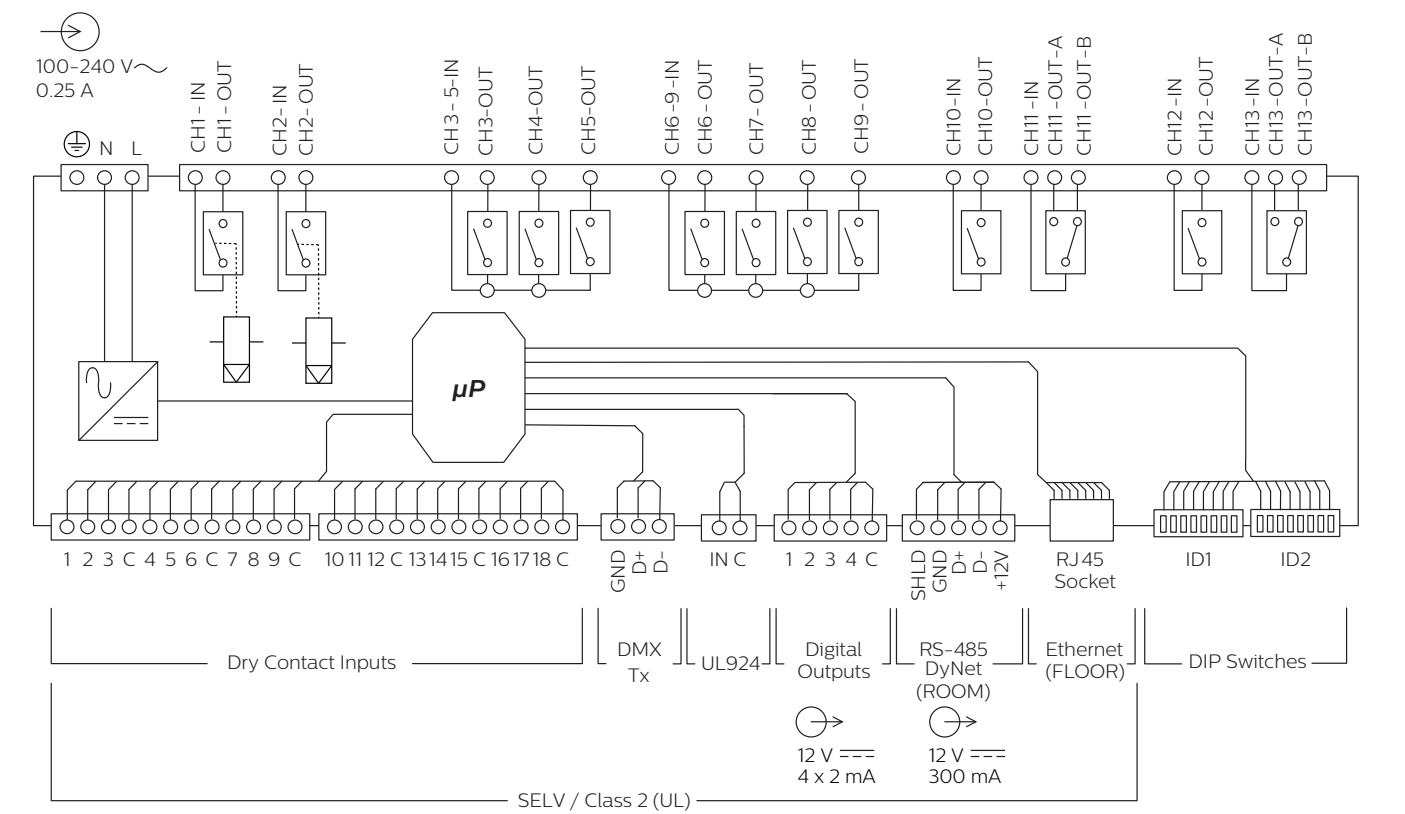 100-240 V
0.25 A
N L
CH1- IN
CH1- OUT
CH2- IN
CH2- OUT
CH3- 5-IN
CH3-OUT
CH4-OUT
CH5-OUT
CH6-9-IN
CH6- OUT
CH7- OUT
CH8- OUT
CH9- OUT
CH10-IN
CH10-OUT
CH11-IN
CH11-OUT-A
CH11-OUT-B
CH12-IN
CH12-OUT
CH13-IN
CH13-OUT-A
CH13-OUT-B
µP
1 2 3 C 4 5 6 C 7 8 9 C
10 11 12 C 13 14 15 C 16 17 18 C
GND
D+
D-
IN C
1 2 3 4 C
SHLD
GND
D+
D-
+12V
RJ45
Socket
ID1
ID2
Dry Contact Inputs
DMX
Tx
UL924
Digital
Outputs
RS-485
DyNet
(ROOM)
Ethernet
(FLOOR)
DIP Switches
12 V
4 x 2 mA
12 V
300 mA
SELV / Class 2 (UL)